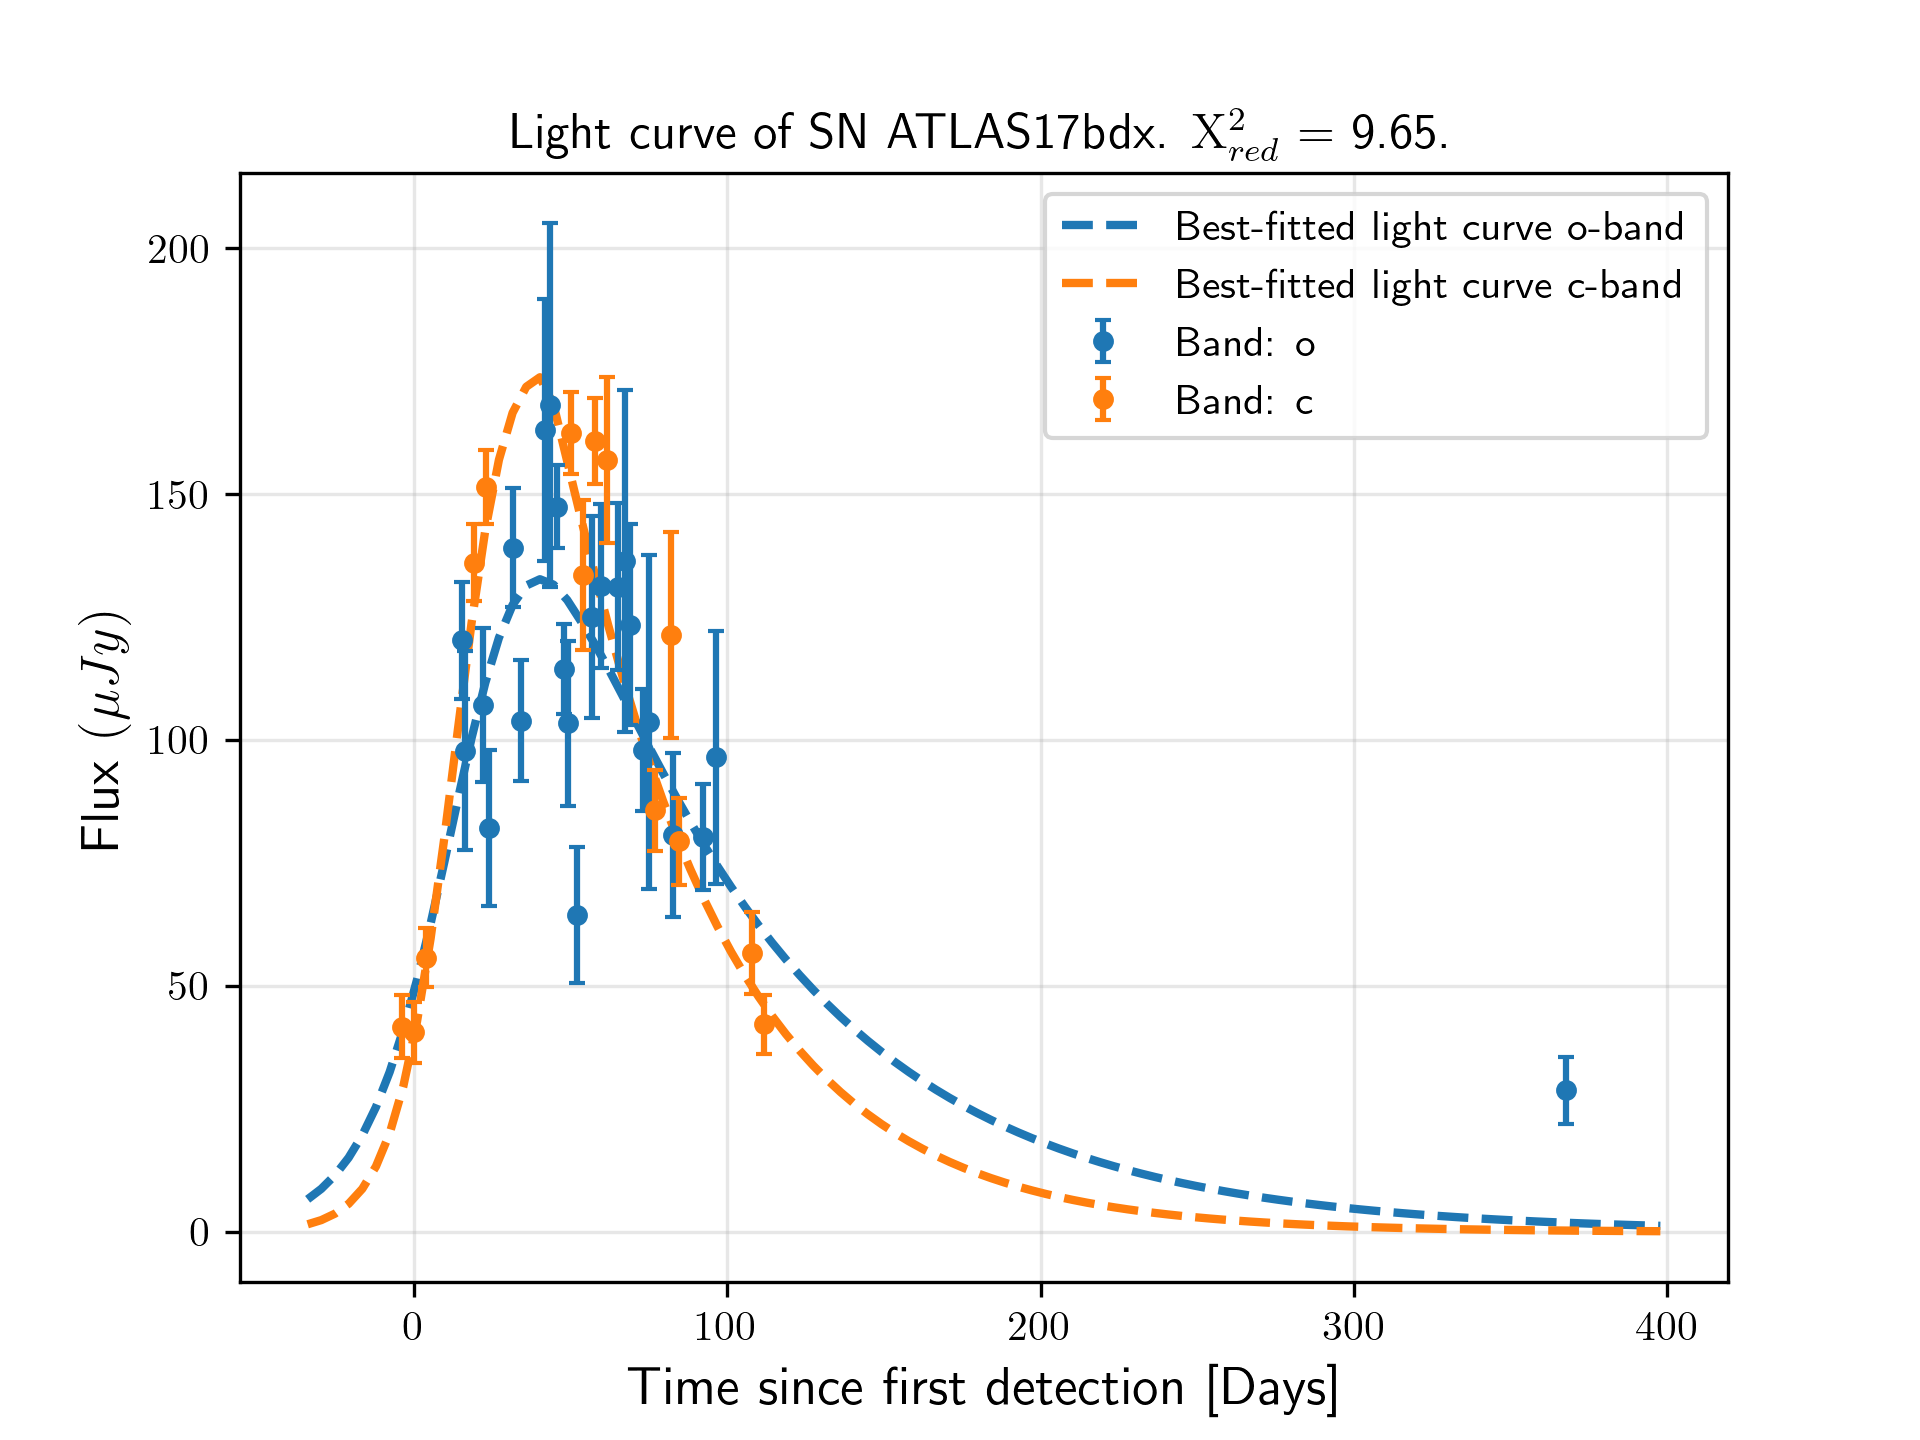 Light curve of SN ATLAS17bdx. X²_red = 9.65.
Best-fitted light curve o-band
Best-fitted light curve c-band
Band: o
Band: c
200
150
100
50
0
Flux (μJy)
0 100 200 300 400
Time since first detection [Days]